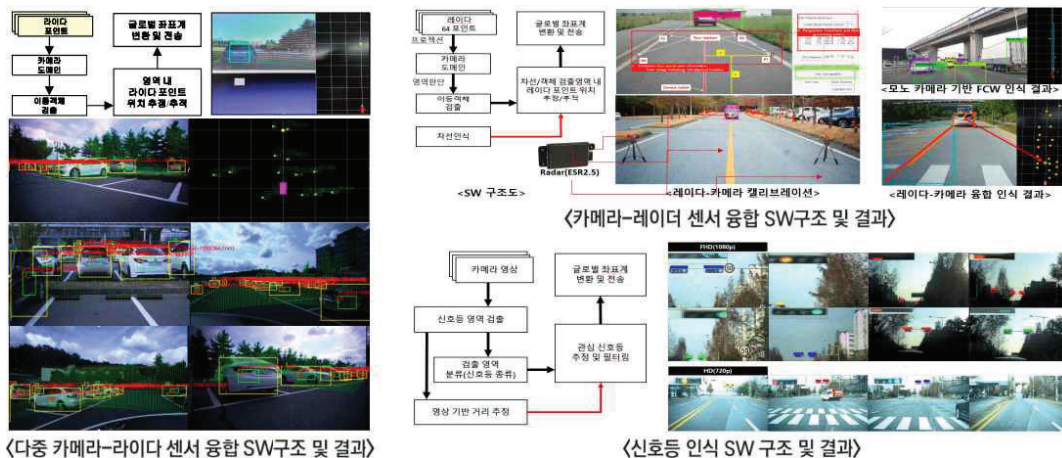 라이다
포인트
카메라
도메인
이동객체
검출
글로벌 좌표계
변환 및 전송
영역 내
라이다 포인트
위치 추정/추적
<다중 카메라-라이다 센서 융합 SW구조 및 결과>
레이다
64 포인트
프로젝션
카메라
도메인
영역판단
이동객체
검출
차선인식
글로벌 좌표계
변환 및 전송
차선/객체 검출영역 내
레이다 포인트 위치
추정/추적
Radar(ESR2.5)
<SW 구조도>
<레이다-카메라 캘리브레이션>
<모노 카메라 기반 FCW 인식 결과>
<레이다-카메라 융합 인식 결과>
<카메라-레이더 센서 융합 SW구조 및 결과>
카메라 영상
신호등 영역 검출
검출 영역
분류(신호등 종류)
영상 기반 거리 추정
글로벌 좌표계
변환 및 전송
관심 신호등
추정 및 필터링
FHD(1080p)
HD(720p)
<신호등 인식 SW 구조 및 결과>